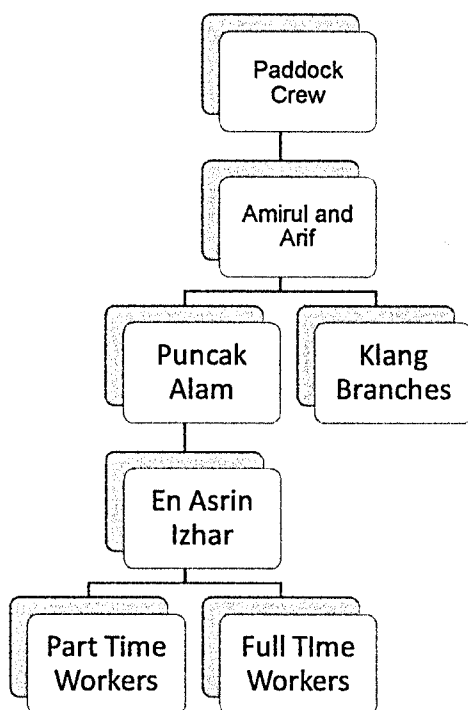 Paddock
Crew
Amirul and
Arif
Puncak
Alam
Klang
Branches
En Asrin
Izhar
Part Time
Workers
Full TIme
Workers